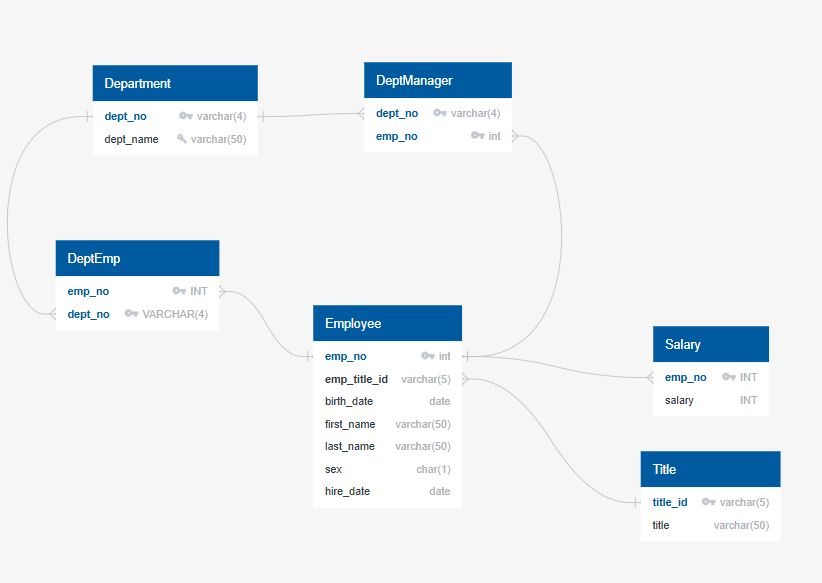 Department
dept_no varchar(4)
dept_name varchar(50)
DeptManager
dept_no varchar(4)
emp_no int
DeptEmp
emp_no INT
dept_no VARCHAR(4)
Employee
emp_no int
emp_title_id varchar(5)
birth_date date
first_name varchar(50)
last_name varchar(50)
sex char(1)
hire_date date
Salary
emp_no INT
salary INT
Title
title_id varchar(5)
title varchar(50)